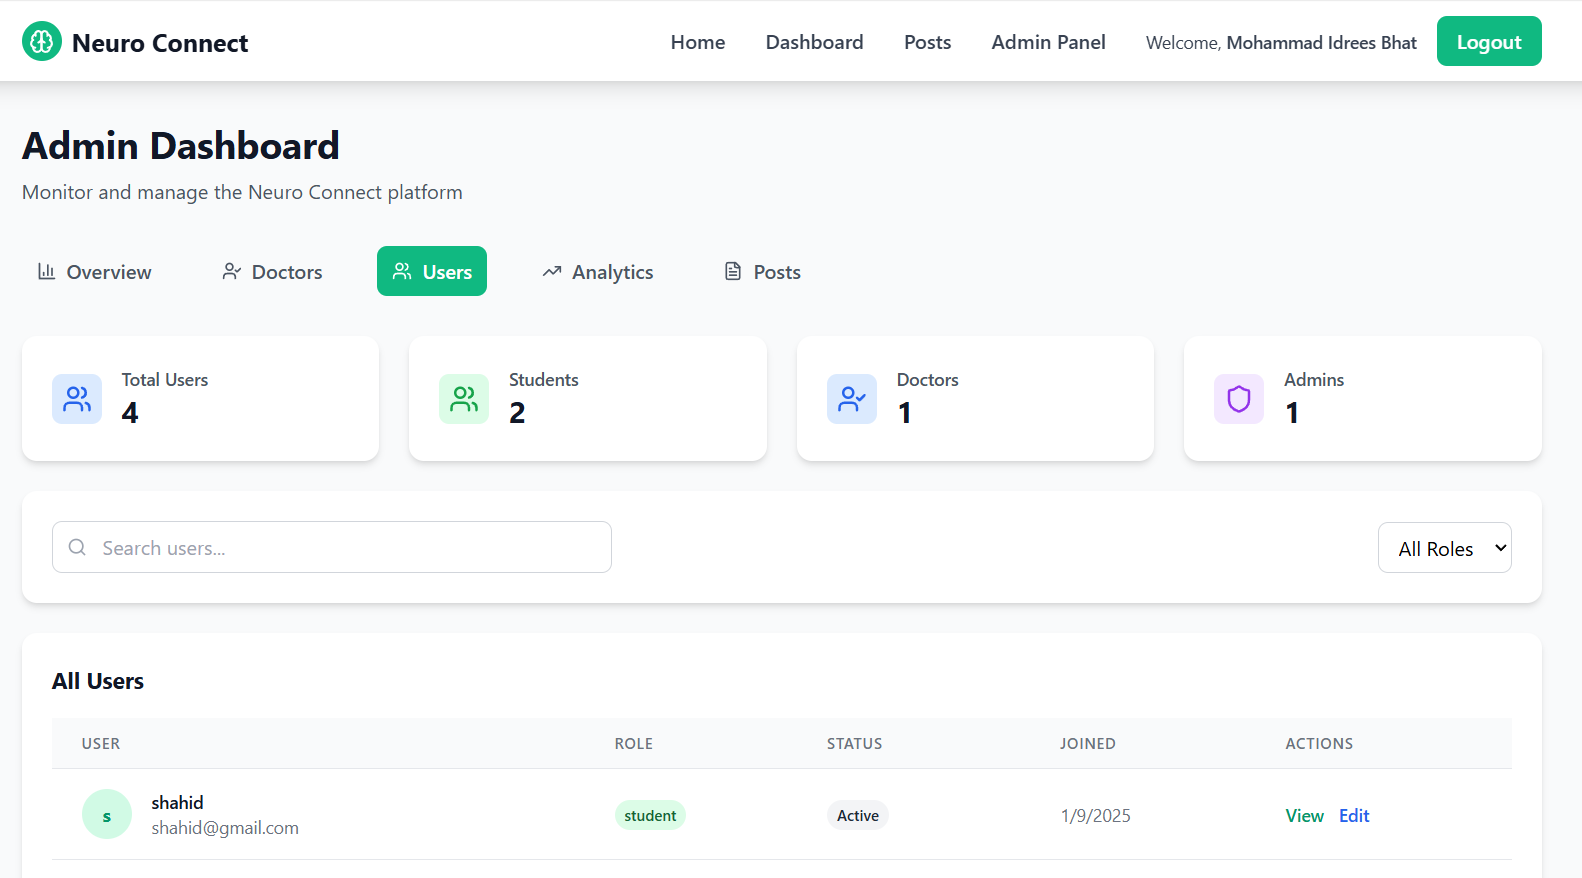 Neuro Connect
Home Dashboard Posts Admin Panel Welcome, Mohammad Idrees Bhat Logout
Admin Dashboard
Monitor and manage the Neuro Connect platform
Overview Doctors Users Analytics Posts
Total Users
4
Students
2
Doctors
1
Admins
1
Search users...
All Roles
All Users
USER ROLE STATUS JOINED ACTIONS
s
shahid
shahid@gmail.com
student Active 1/9/2025 View Edit